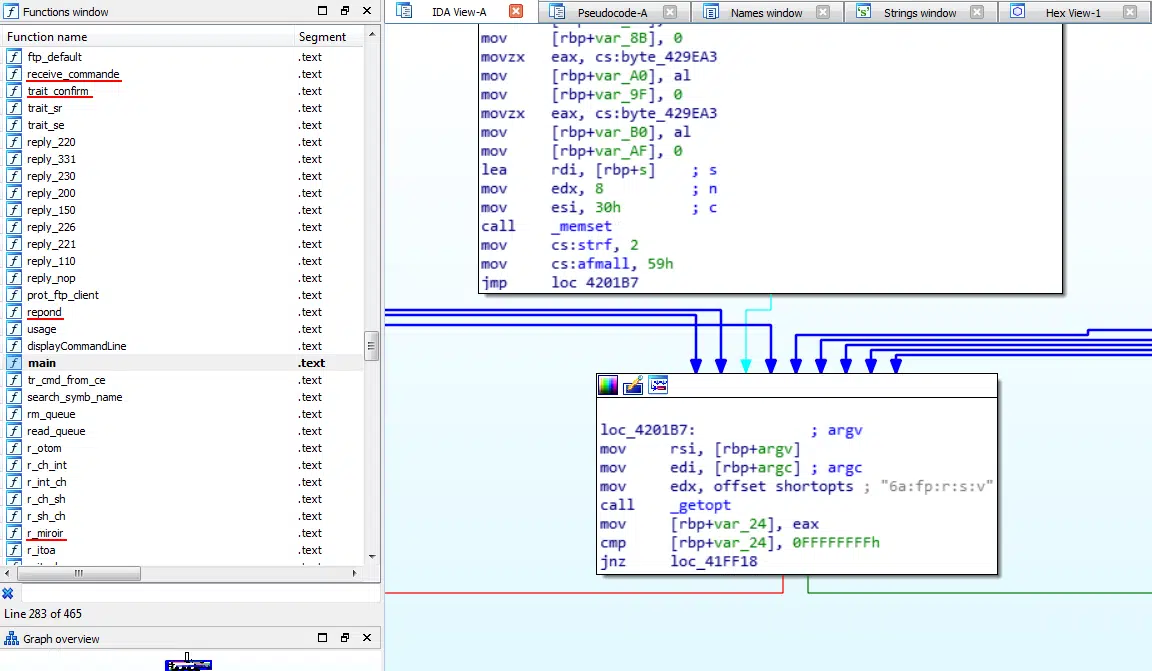 Functions window
Function name Segment
ftp_default .text
receive_commande .text
trait_confirm .text
trait_sr .text
trait_se .text
reply_220 .text
reply_331 .text
reply_230 .text
reply_200 .text
reply_150 .text
reply_226 .text
reply_221 .text
reply_110 .text
reply_nop .text
prot_ftp_client .text
repond .text
usage .text
displayCommandLine .text
main .text
tr_cmd_from_ce .text
search_symb_name .text
rm_queue .text
read_queue .text
r_otom .text
r_ch_int .text
r_int_ch .text
r_ch_sh .text
r_sh_ch .text
r_miroir .text
r_itoa .text
Line 283 of 465
Graph overview
IDA View-A Pseudocode-A Names window Strings window Hex View-1
mov [rbp+var_8B], 0
movzx eax, cs:byte_429EA3
mov [rbp+var_A0], al
mov [rbp+var_9F], 0
movzx eax, cs:byte_429EA3
mov [rbp+var_B0], al
mov [rbp+var_AF], 0
lea rdi, [rbp+s] ; s
mov edx, 8 ; n
mov esi, 30h ; c
call _memset
mov cs:strf, 2
mov cs:afmall, 59h
jmp loc_4201B7
loc_4201B7: ; argv
mov rsi, [rbp+argv]
mov edi, [rbp+argc] ; argc
mov edx, offset shortopts ; "6a:fp:r:s:v"
call _getopt
mov [rbp+var_24], eax
cmp [rbp+var_24], 0FFFFFFFFh
jnz loc_41FF18